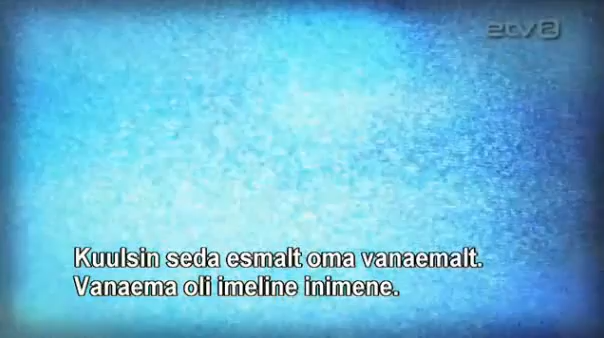 etv2
Kuulsin seda esmalt oma vanaemalt.
Vanaema oli imeline inimene.